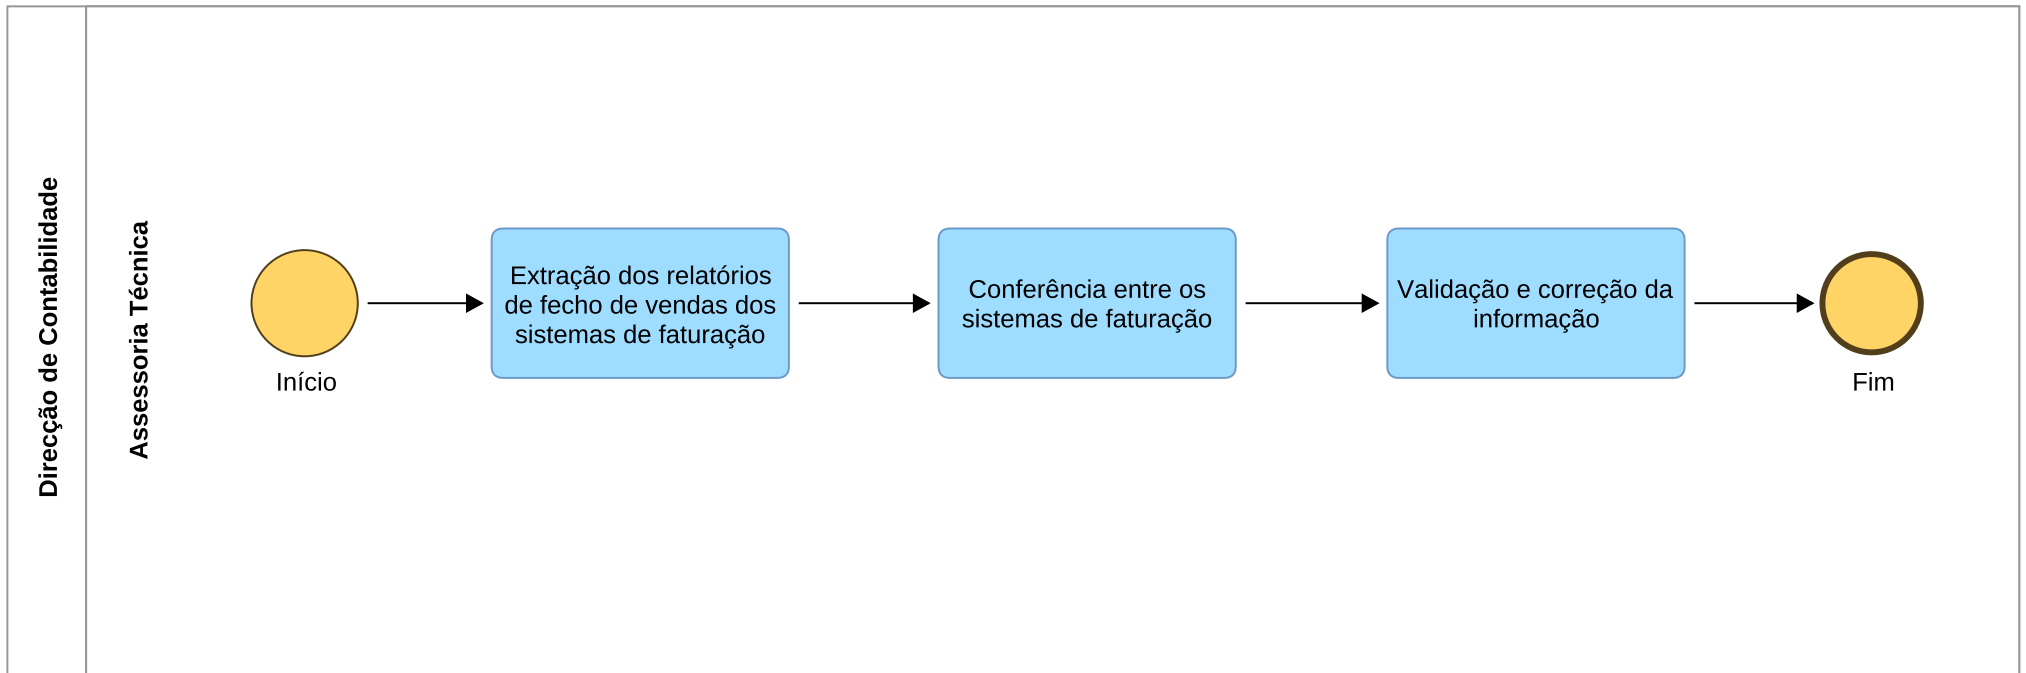 Direcção de Contabilidade
Assessoria Técnica
Início
Extração dos relatórios
de fecho de vendas dos
sistemas de faturação
Conferência entre os
sistemas de faturação
Validação e correção da
informação
Fim